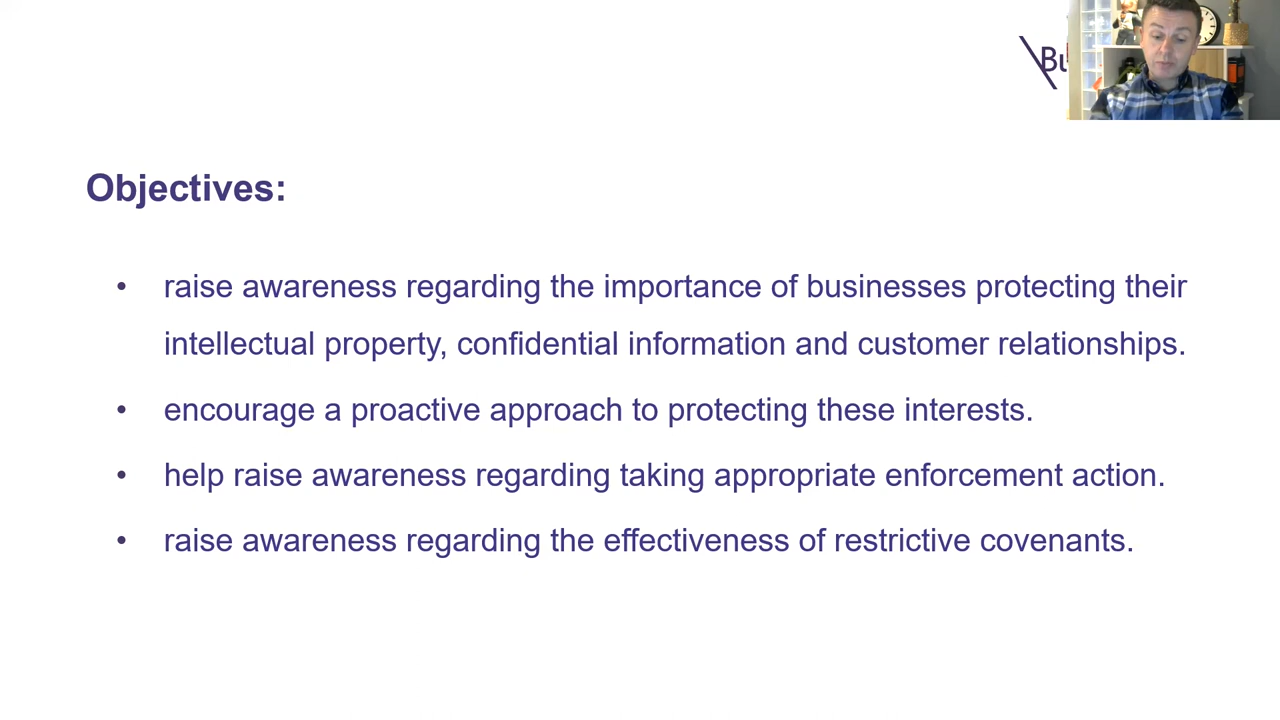 Objectives:
• raise awareness regarding the importance of businesses protecting their
intellectual property, confidential information and customer relationships.
• encourage a proactive approach to protecting these interests.
• help raise awareness regarding taking appropriate enforcement action.
• raise awareness regarding the effectiveness of restrictive covenants.